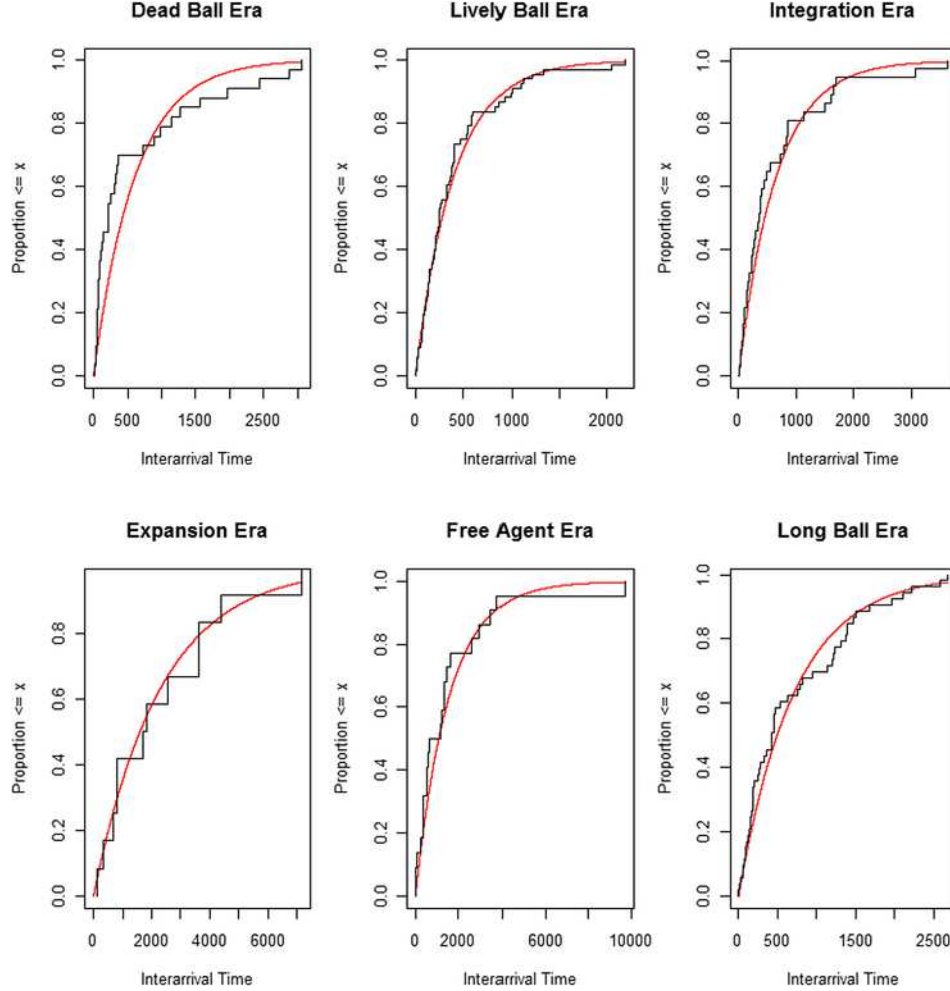 Dead Ball Era
Lively Ball Era
Integration Era
Proportion <= x
0.0 0.2 0.4 0.6 0.8 1.0
0 500 1500 2500
Interarrival Time
Proportion <= x
0.0 0.2 0.4 0.6 0.8 1.0
0 500 1000 2000
Interarrival Time
Proportion <= x
0.0 0.2 0.4 0.6 0.8 1.0
0 1000 2000 3000
Interarrival Time
Expansion Era
Free Agent Era
Long Ball Era
Proportion <= x
0.0 0.2 0.4 0.6 0.8
0 2000 4000 6000
Interarrival Time
Proportion <= x
0.0 0.2 0.4 0.6 0.8 1.0
0 2000 6000 10000
Interarrival Time
Proportion <= x
0.0 0.2 0.4 0.6 0.8 1.0
0 500 1500 2500
Interarrival Time